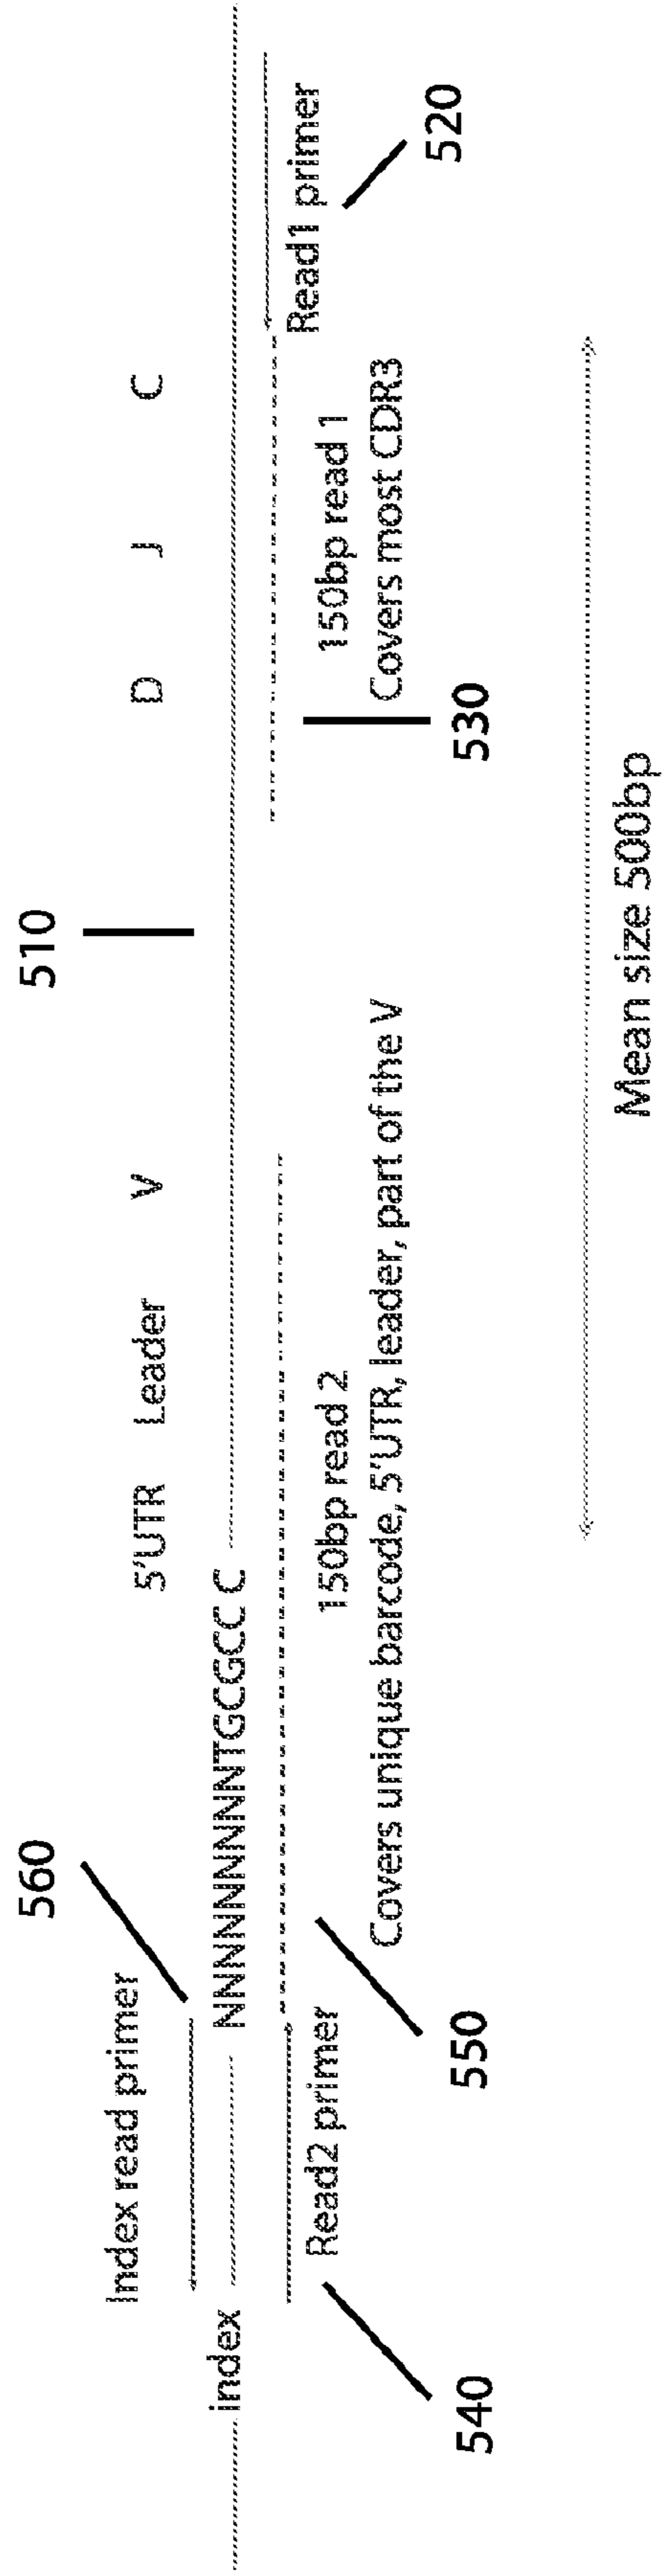 510
560
Index read primer
5'UTR Leader V D J C
index NNNNNNNNNNTGCGCC C
Read2 primer
Read1 primer
540
550
150bp read 2
Covers unique barcode, 5'UTR, leader, part of the V
150bp read 1
Covers most CDR3
530
520
Mean size 500bp